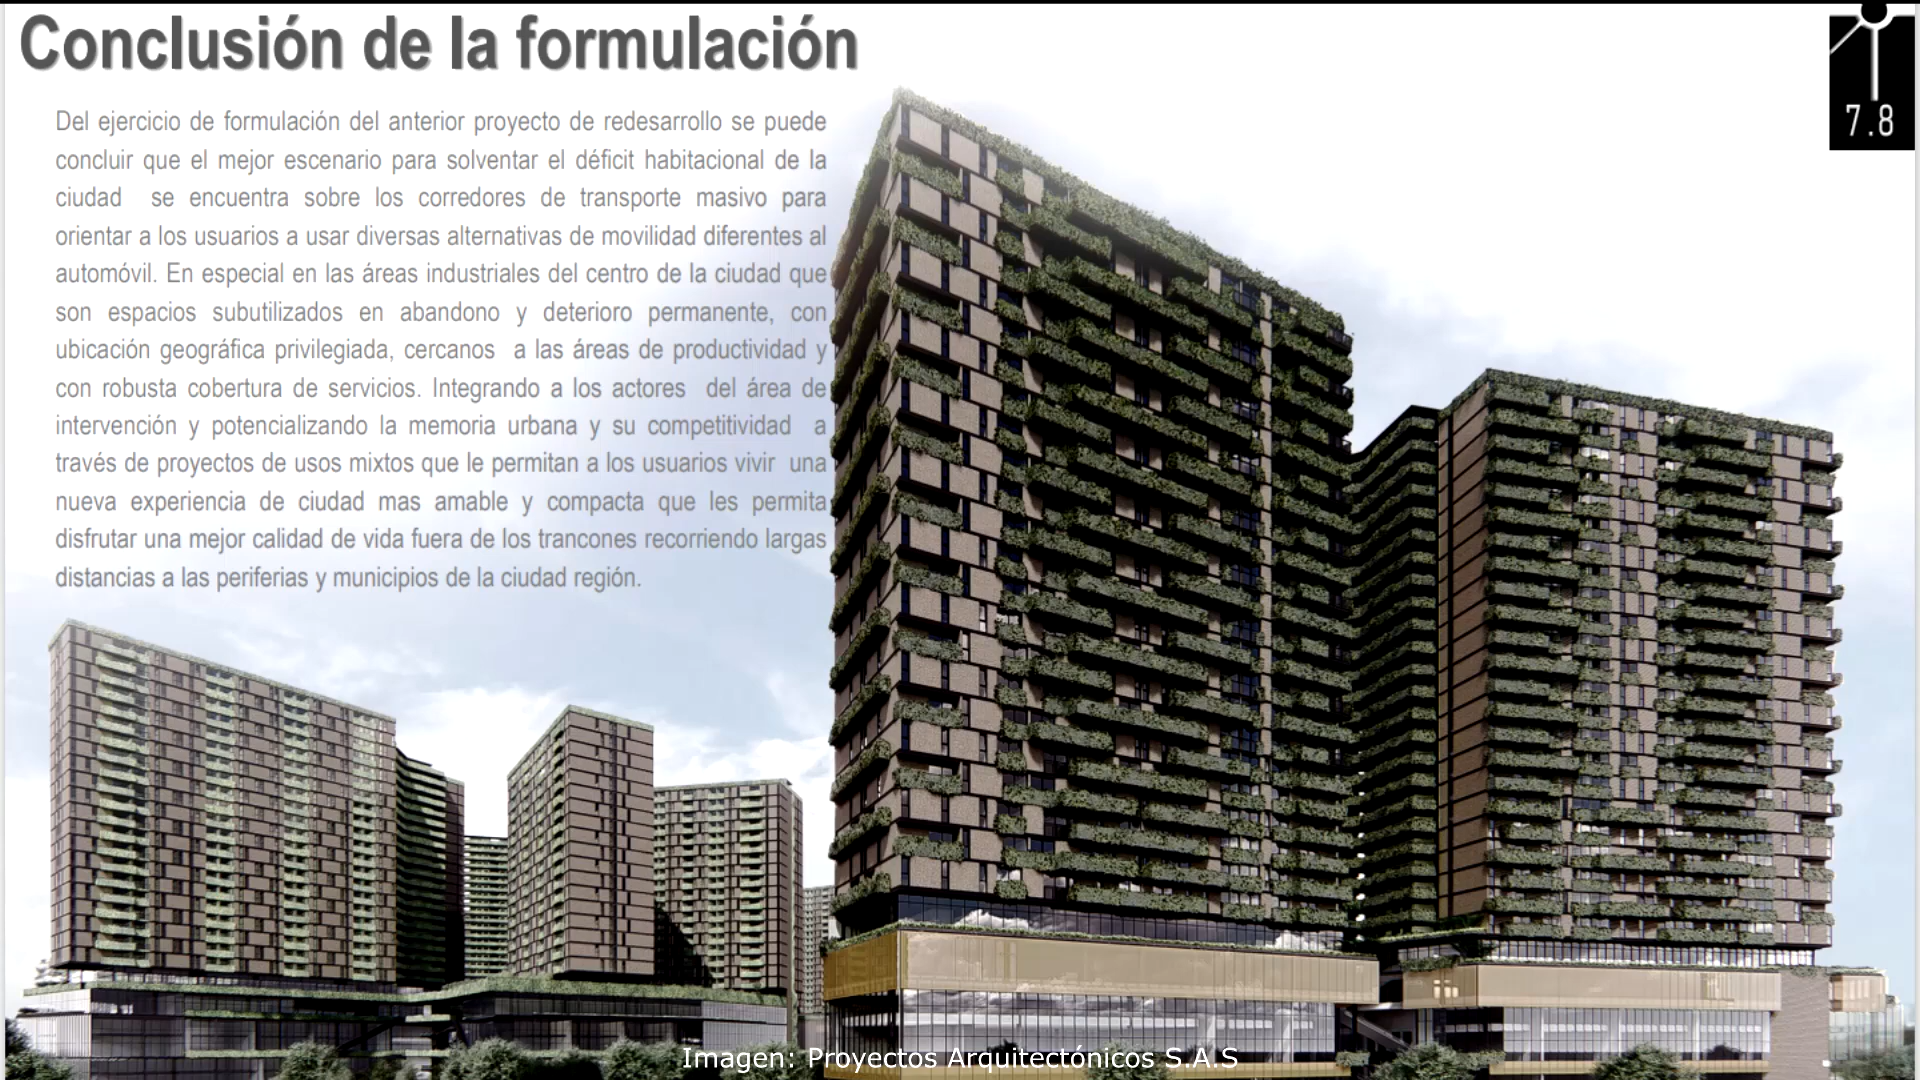 Conclusión de la formulación
7.8
Del ejercicio de formulación del anterior proyecto de redesarrollo se puede
concluir que el mejor escenario para solventar el déficit habitacional de la
ciudad se encuentra sobre los corredores de transporte masivo para
orientar a los usuarios a usar diversas alternativas de movilidad diferentes al
automóvil. En especial en las áreas industriales del centro de la ciudad que
son espacios subutilizados en abandono y deterioro permanente, con
ubicación geográfica privilegiada, cercanos a las áreas de productividad y
con robusta cobertura de servicios. Integrando a los actores del área de
intervención y potencializando la memoria urbana y su competitividad a
través de proyectos de usos mixtos que le permitan a los usuarios vivir una
nueva experiencia de ciudad mas amable y compacta que les permita
disfrutar una mejor calidad de vida fuera de los trancones recorriendo largas
distancias a las periferias y municipios de la ciudad región.
Imagen: Proyectos Arquitectónicos S.A.S